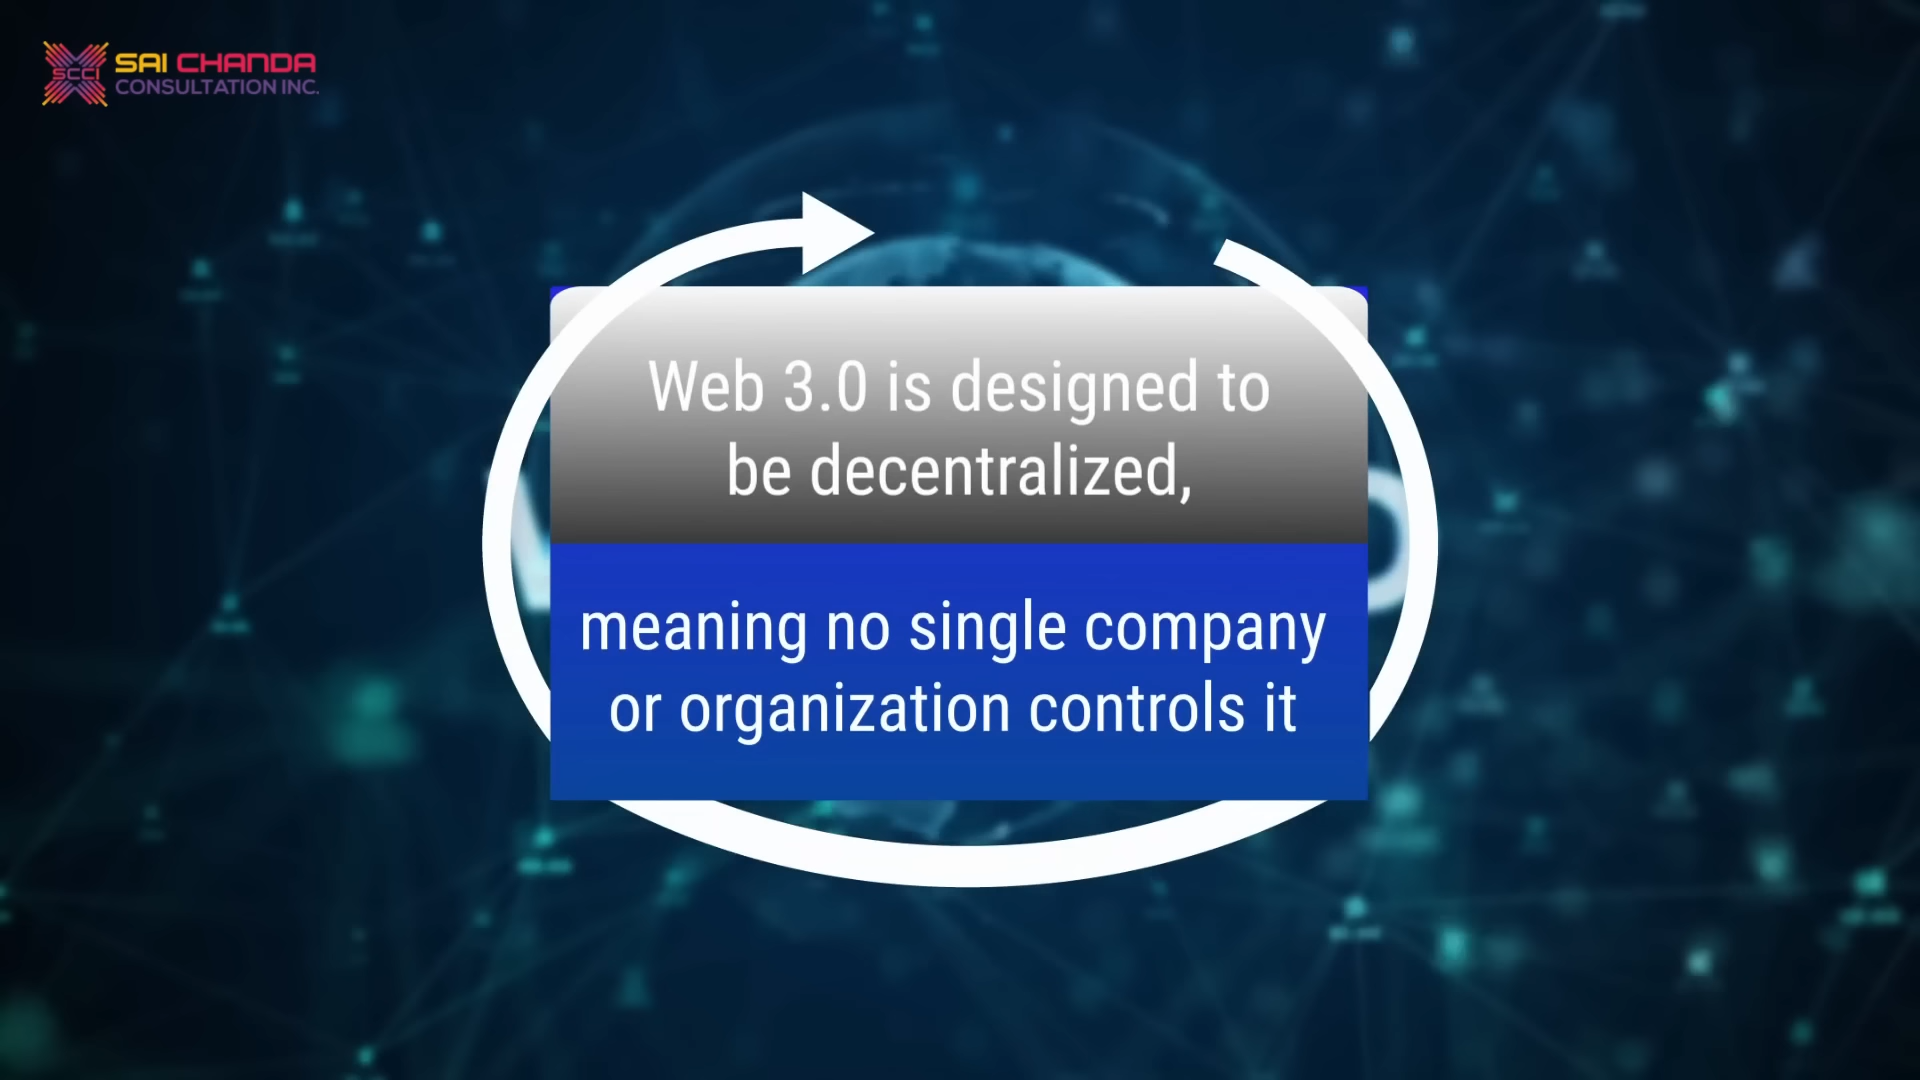 SCCI
SAI CHANDA
CONSULTATION INC.
Web 3.0 is designed to
be decentralized,
meaning no single company
or organization controls it